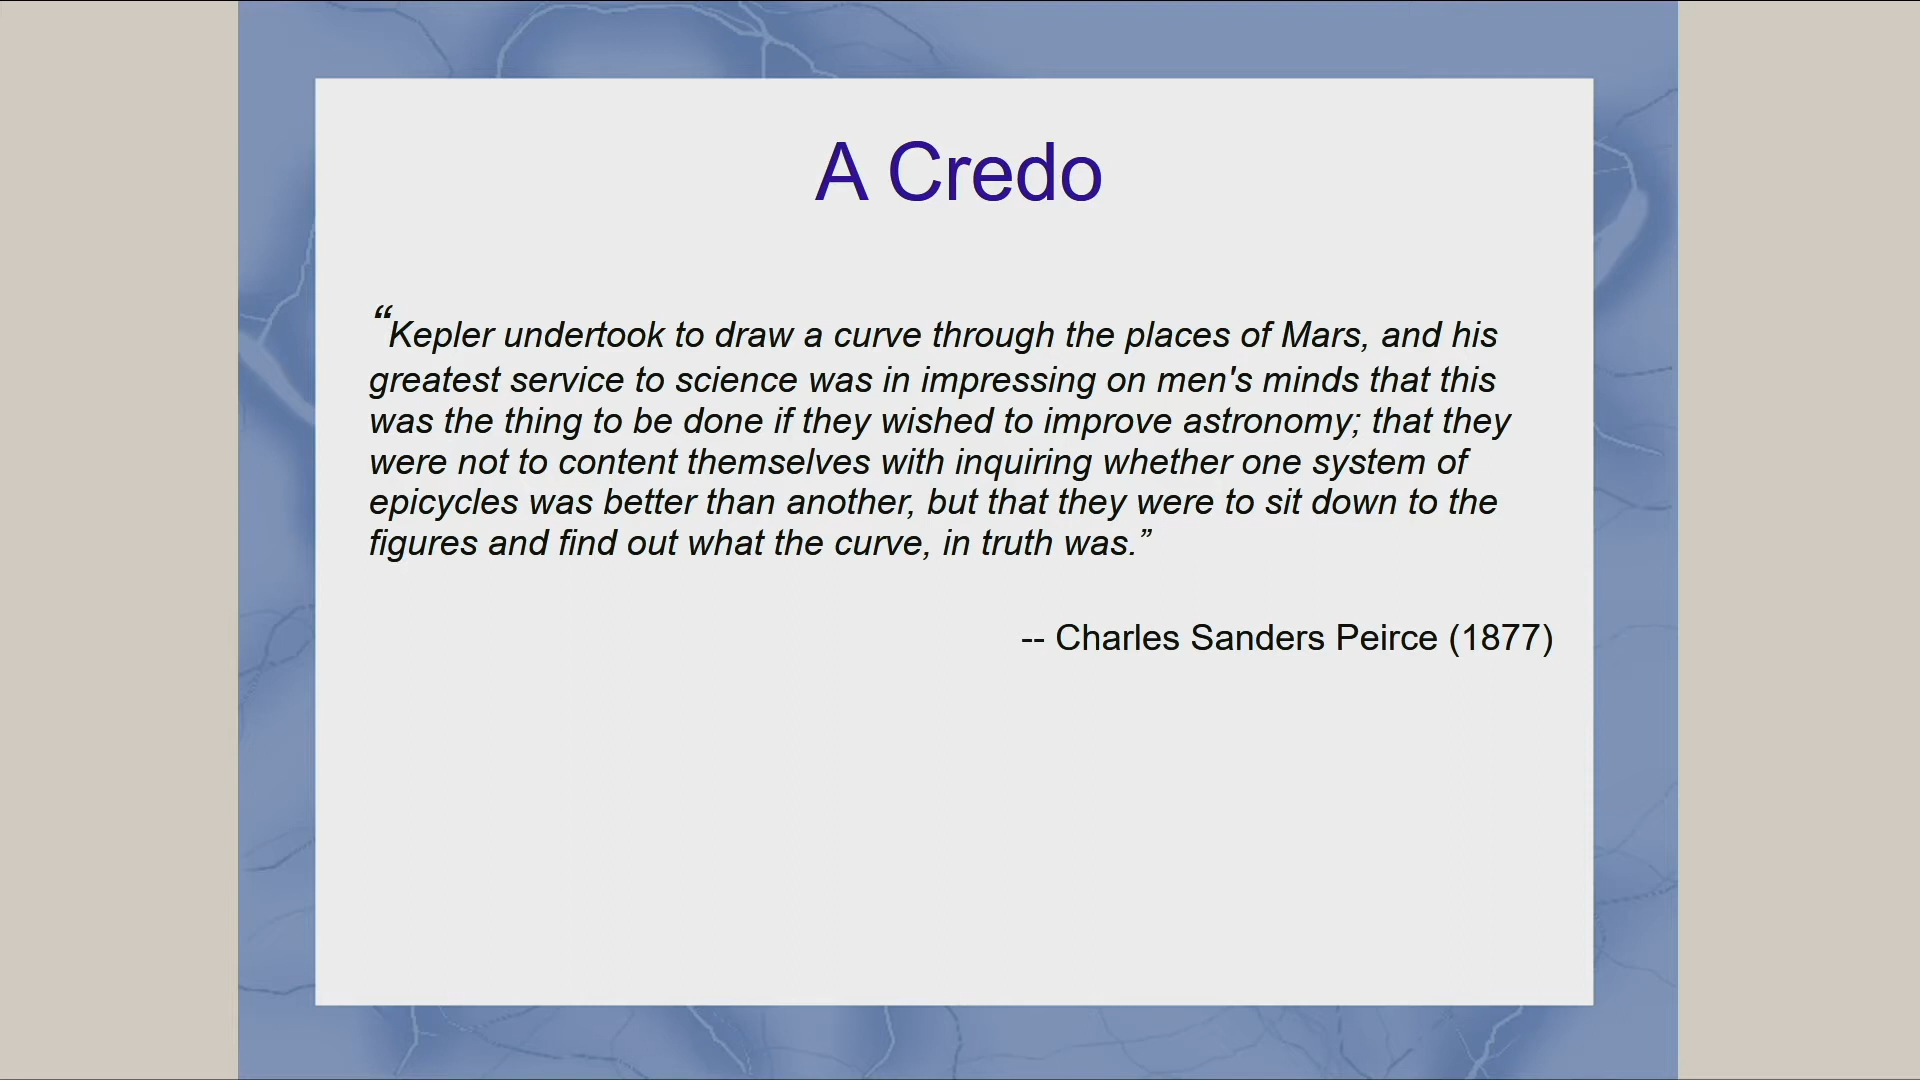 A Credo
“Kepler undertook to draw a curve through the places of Mars, and his
greatest service to science was in impressing on men's minds that this
was the thing to be done if they wished to improve astronomy; that they
were not to content themselves with inquiring whether one system of
epicycles was better than another, but that they were to sit down to the
figures and find out what the curve, in truth was.”
-- Charles Sanders Peirce (1877)